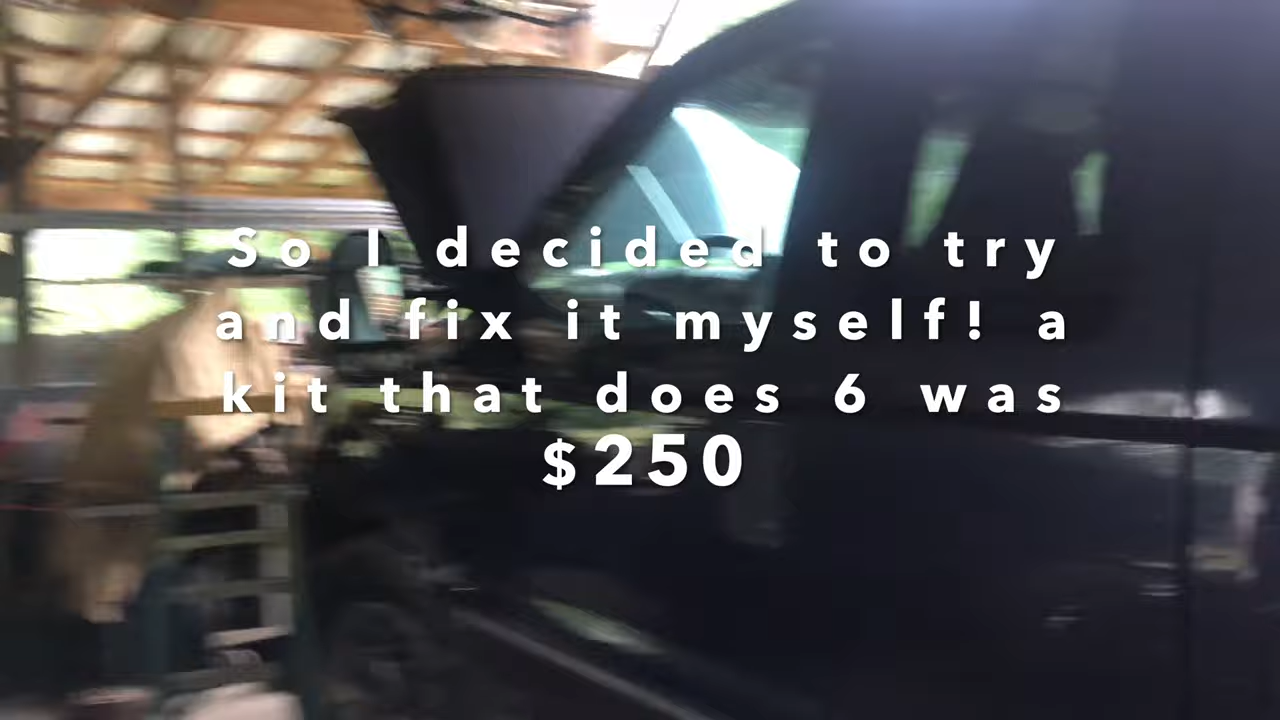 So I decided to try
and fix it myself! a
kit that does 6 was
$250